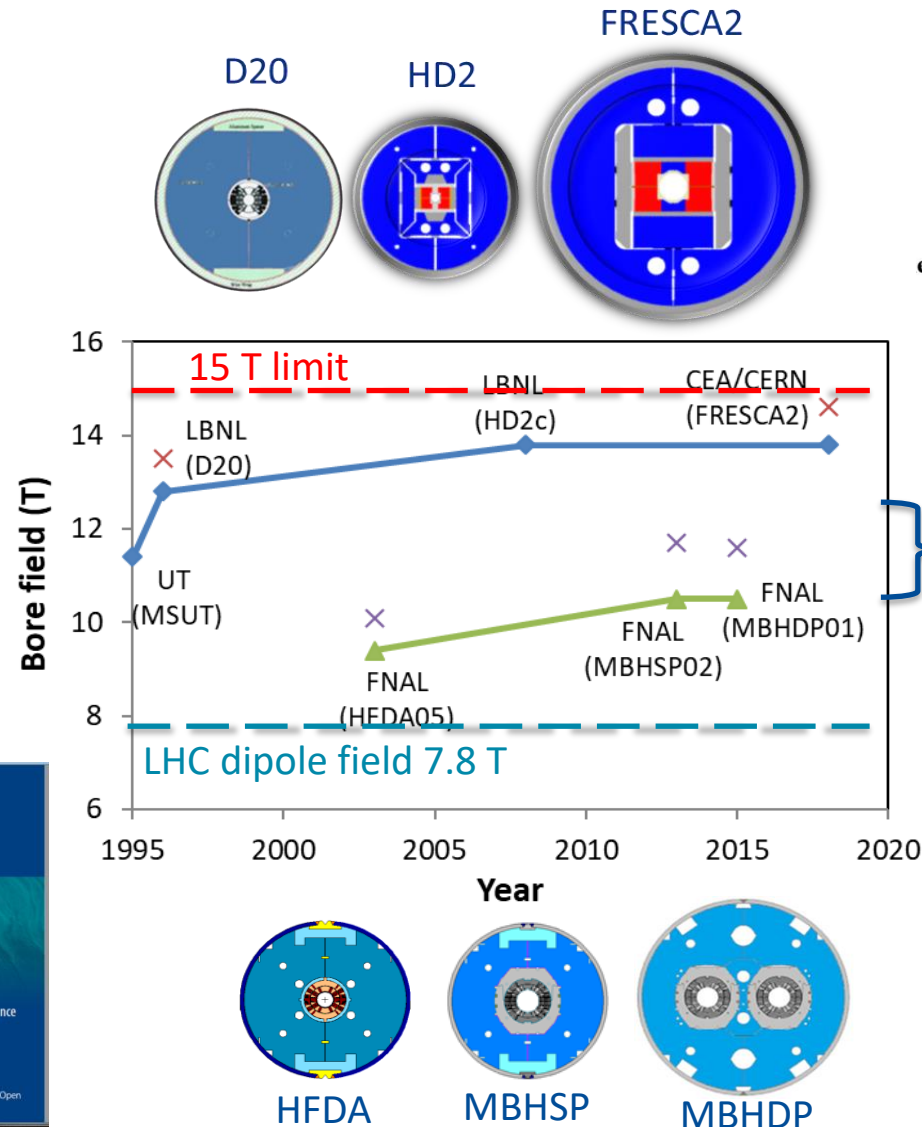 FRESCA2
D20
HD2
16
14
12
10
8
6
Bore field (T)
15 T limit
LBNL
(D20)
LBNL
(HD2c)
CEA/CERN
(FRESCA2)
UT
(MSUT)
FNAL
(HFDA05)
FNAL
(MBHSP02)
FNAL
(MBHDP01)
LHC dipole field 7.8 T
1995 2000 2005 2010 2015 2020
Year
HFDA
MBHSP
MBHDP
nce
Open
e